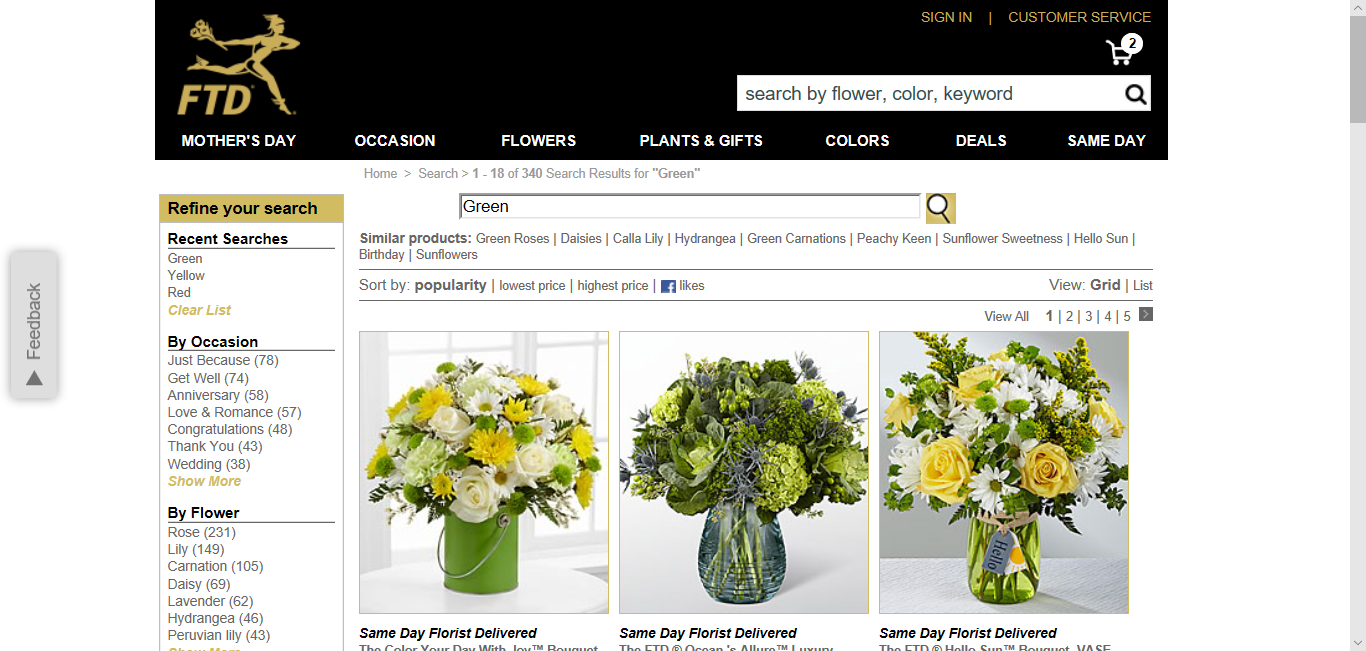 SIGN IN | CUSTOMER SERVICE
2
FTD
search by flower, color, keyword
MOTHER'S DAY OCCASION FLOWERS PLANTS & GIFTS COLORS DEALS SAME DAY
Home > Search > 1 - 18 of 340 Search Results for "Green"
Refine your search
Recent Searches
Green
Yellow
Red
Clear List
By Occasion
Just Because (78)
Get Well (74)
Anniversary (58)
Love & Romance (57)
Congratulations (48)
Thank You (43)
Wedding (38)
Show More
By Flower
Rose (231)
Lily (149)
Carnation (105)
Daisy (69)
Lavender (62)
Hydrangea (46)
Peruvian lily (43)
Show More
Feedback
Green
Similar products: Green Roses | Daisies | Calla Lily | Hydrangea | Green Carnations | Peachy Keen | Sunflower Sweetness | Hello Sun |
Birthday | Sunflowers
Sort by: popularity | lowest price | highest price | f likes
View: Grid | List
View All 1 | 2 | 3 | 4 | 5
Hello
Same Day Florist Delivered
The Color Your Day With Joy™ Bouquet
Same Day Florist Delivered
The FTD ® Ocean 's Allure™ Luxury
Same Day Florist Delivered
The FTD ® Hello Sun™ Bouquet VASE